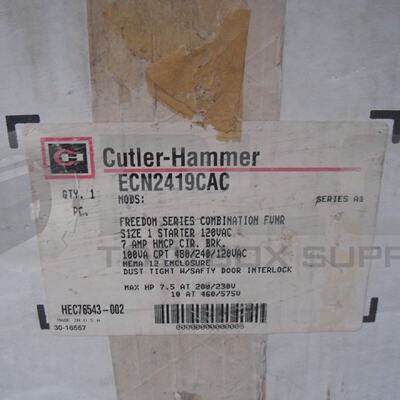 Cutler-Hammer
ECN2419CAC
QTY. 1 MODS: SERIES A1
PC.
FREEDOM SERIES COMBINATION FVNR
SIZE 1 STARTER 120VAC
7 AMP HMCP CIR. BRK.
100VA CPT 480/240/120VAC
NEMA 12 ENCLOSURE
DUST TIGHT W/SAFTY DOOR INTERLOCK
MAX HP 7.5 AT 200/230V
10 AT 460/575V
HEC76543-002
MADE IN U.S.A
30-16557
00000000000005